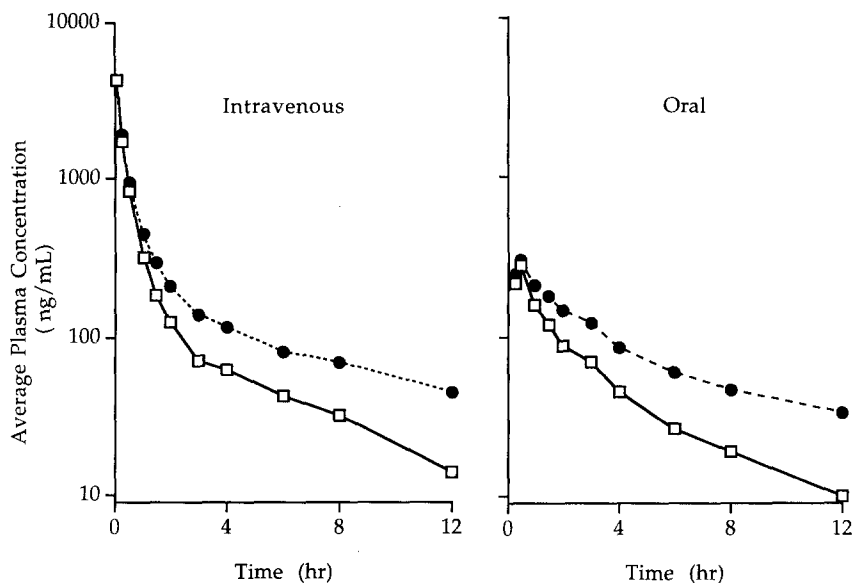 10000
Intravenous
Oral
1000
Average Plasma Concentration
(ng/mL)
100
10
0
4
8
12
0
4
8
12
Time (hr)
Time (hr)